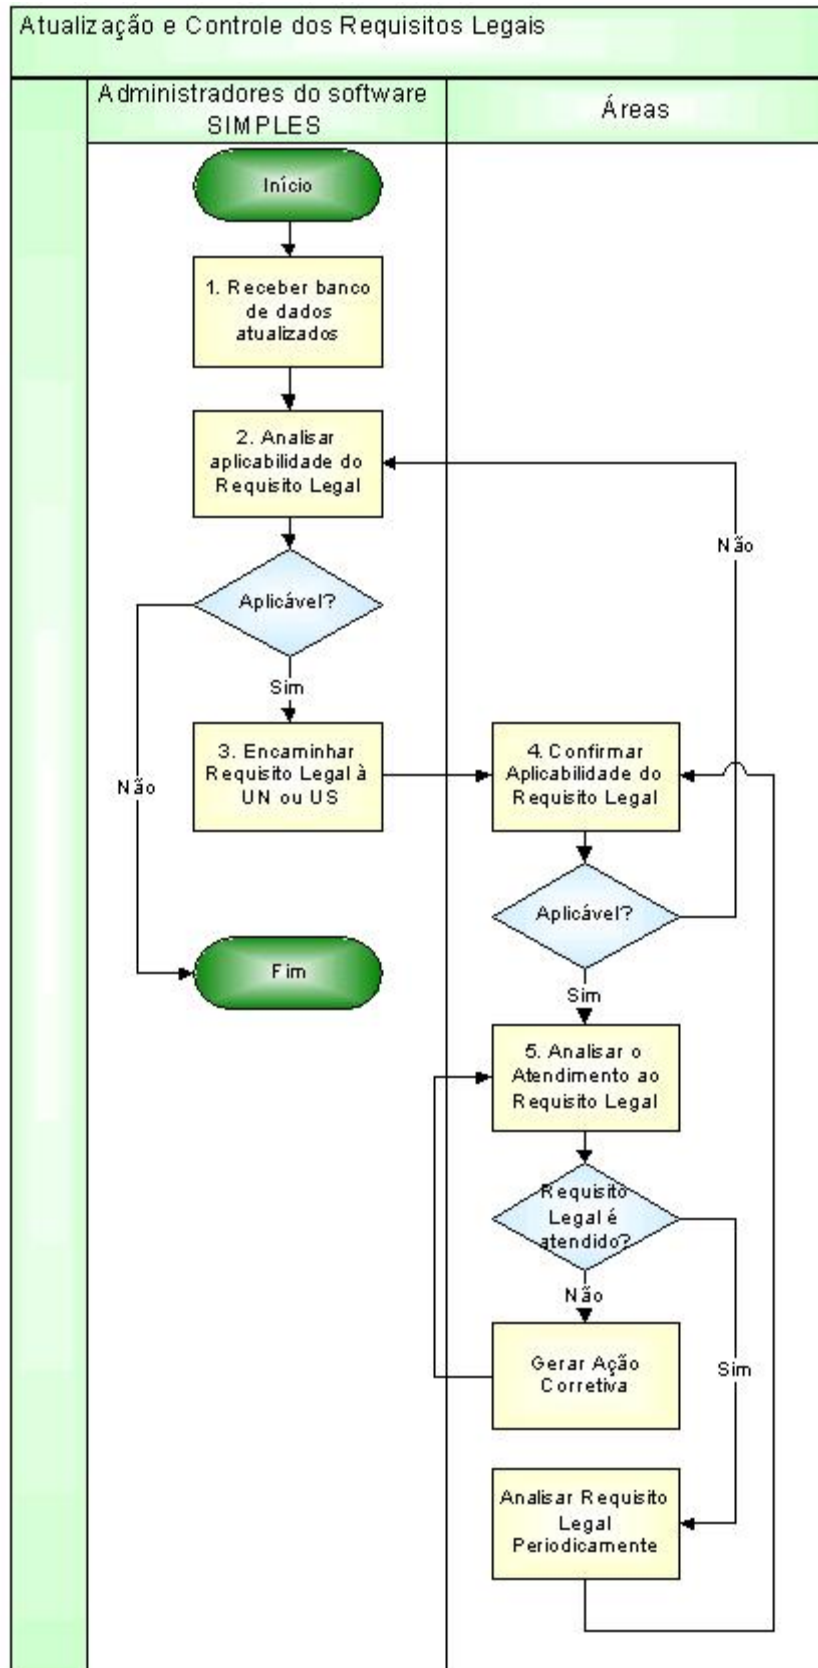 Atualização e Controle dos Requisitos Legais
Administradores do software
SIMPLES
Áreas
Início
1. Receber banco
de dados
atualizados
2. Analisar
aplicabilidade do
Requisito Legal
Não
Aplicável?
Sim
3. Encaminhar
Requisito Legal à
UN ou US
4. Confirmar
Aplicabilidade do
Requisito Legal
Não
Aplicável?
Fim
Sim
5. Analisar o
Atendimento ao
Requisito Legal
Requisito
Legal é
atendido?
Não
Gerar Ação
Corretiva
Sim
Analisar Requisito
Legal
Periodicamente